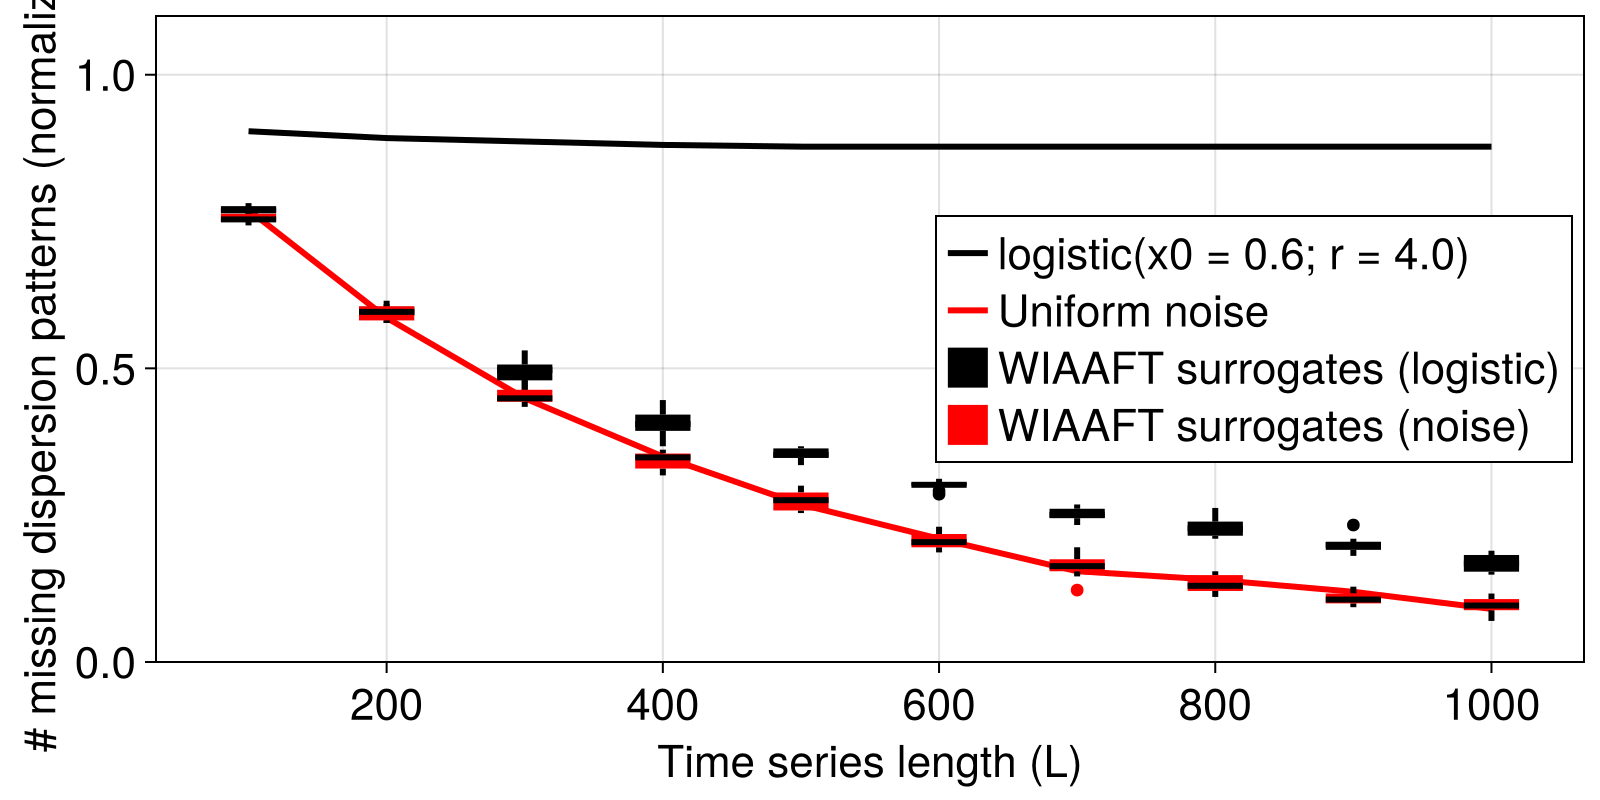 # missing dispersion patterns (normaliz
1.0
0.5
0.0
logistic(x0 = 0.6; r = 4.0)
Uniform noise
WIAAFT surrogates (logistic)
WIAAFT surrogates (noise)
200
400
600
800
1000
Time series length (L)